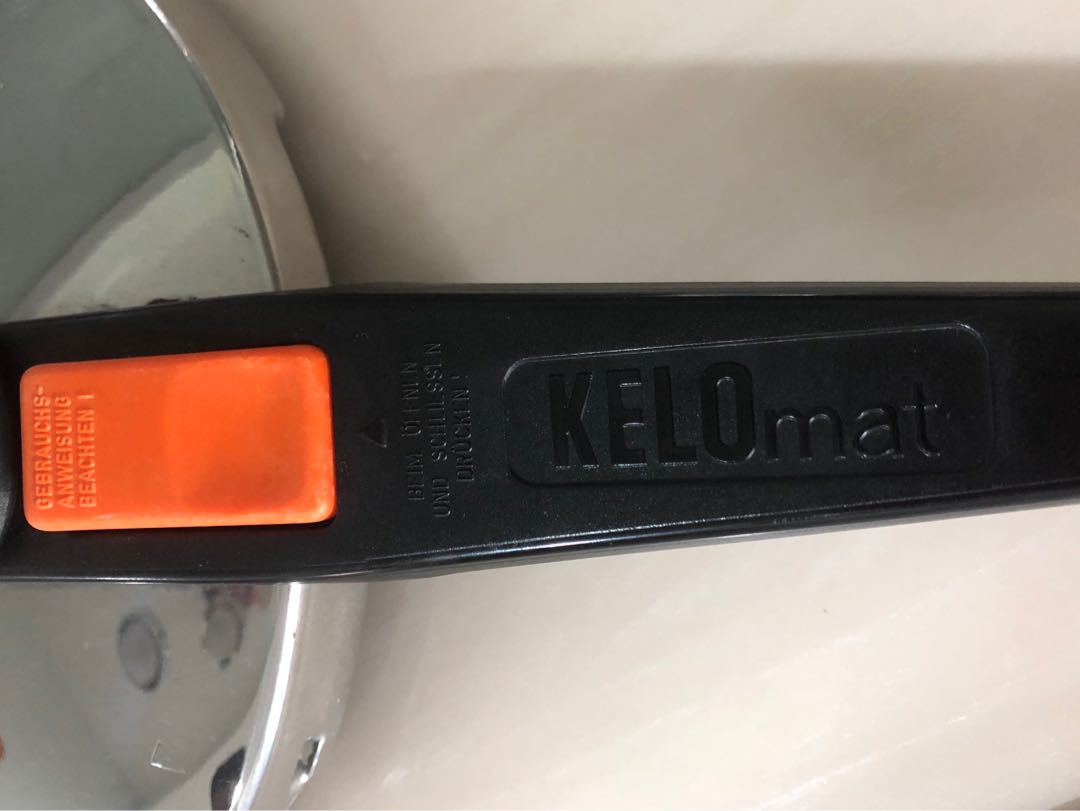 GEBRAUCHS-
ANWEISUNG
BEACHTEN !
BEIM ÖFFNEN
UND SCHLIESSEN
DRÜCKEN !
KELOmat